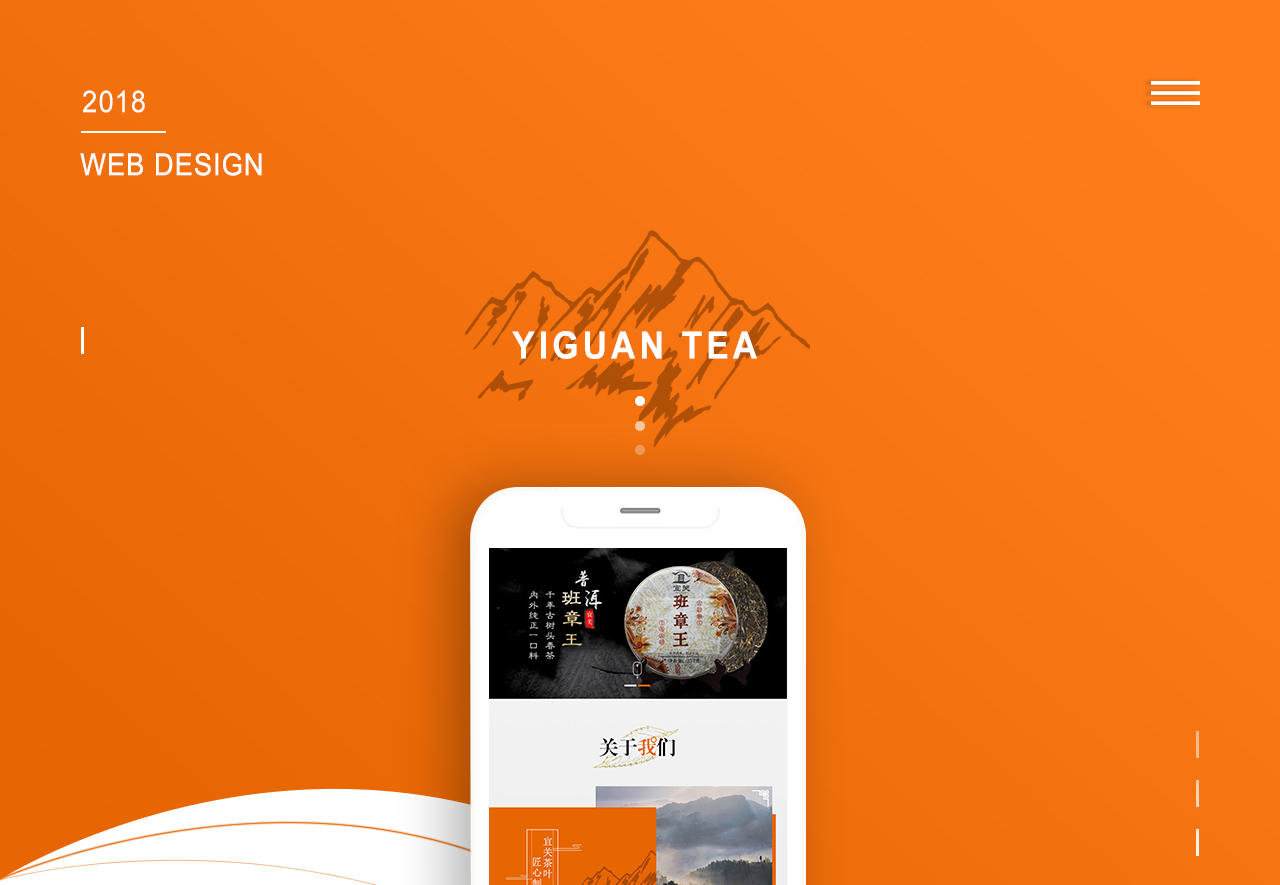 2018
WEB DESIGN
YIGUAN TEA
普洱
班章王
宜关
千年古树头春茶
内外纯正一口料
宜关
班章王
关于我们
宜关茶叶
匠心制